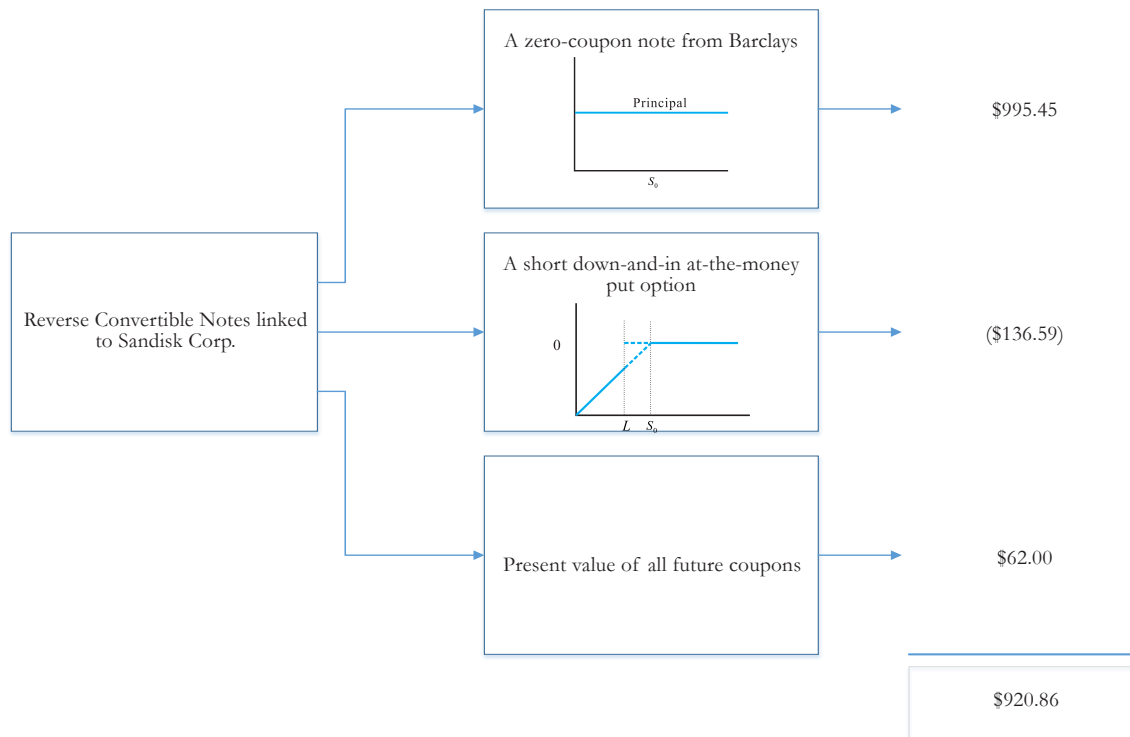 A zero-coupon note from Barclays
Principal
S₀
$995.45
Reverse Convertible Notes linked
to Sandisk Corp.
A short down-and-in at-the-money
put option
0
L S₀
($136.59)
Present value of all future coupons
$62.00
$920.86